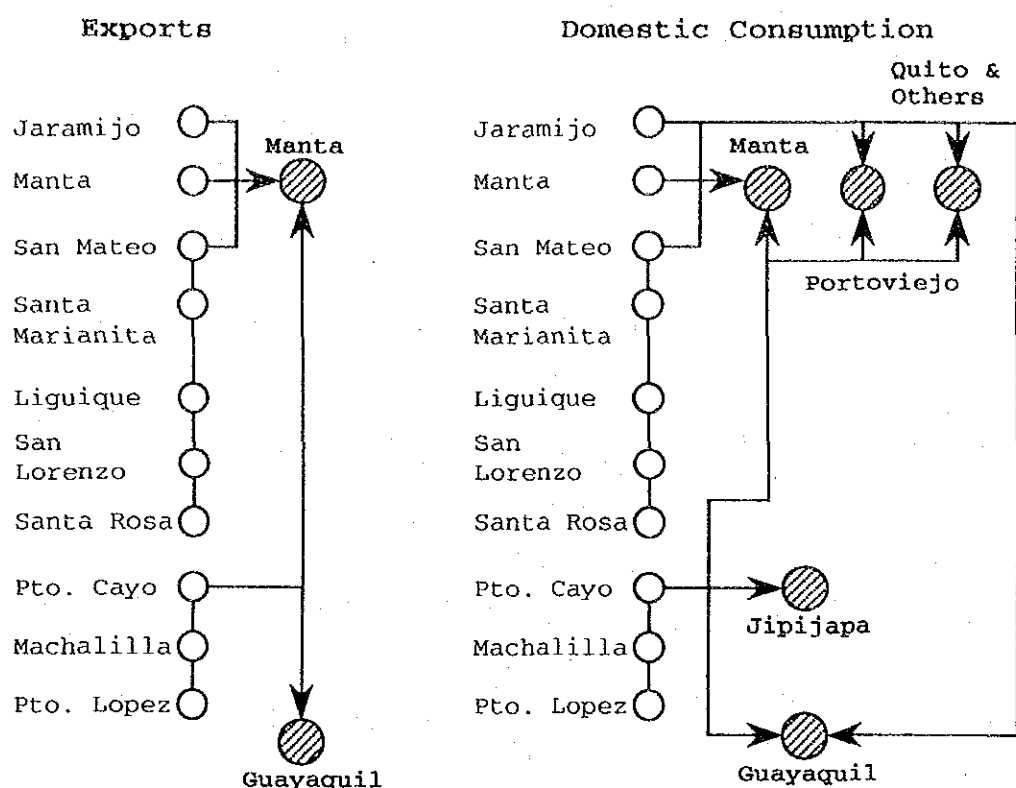 Exports
Jaramijo
Manta
Manta
San Mateo
Santa
Marianita
Liguique
San
Lorenzo
Santa Rosa
Pto. Cayo
Machalilla
Pto. Lopez
Guayaquil
Domestic Consumption
Quito &
Others
Jaramijo
Manta
Manta
San Mateo
Portoviejo
Santa
Marianita
Liguique
San
Lorenzo
Santa Rosa
Pto. Cayo
Jipijapa
Machalilla
Pto. Lopez
Guayaquil